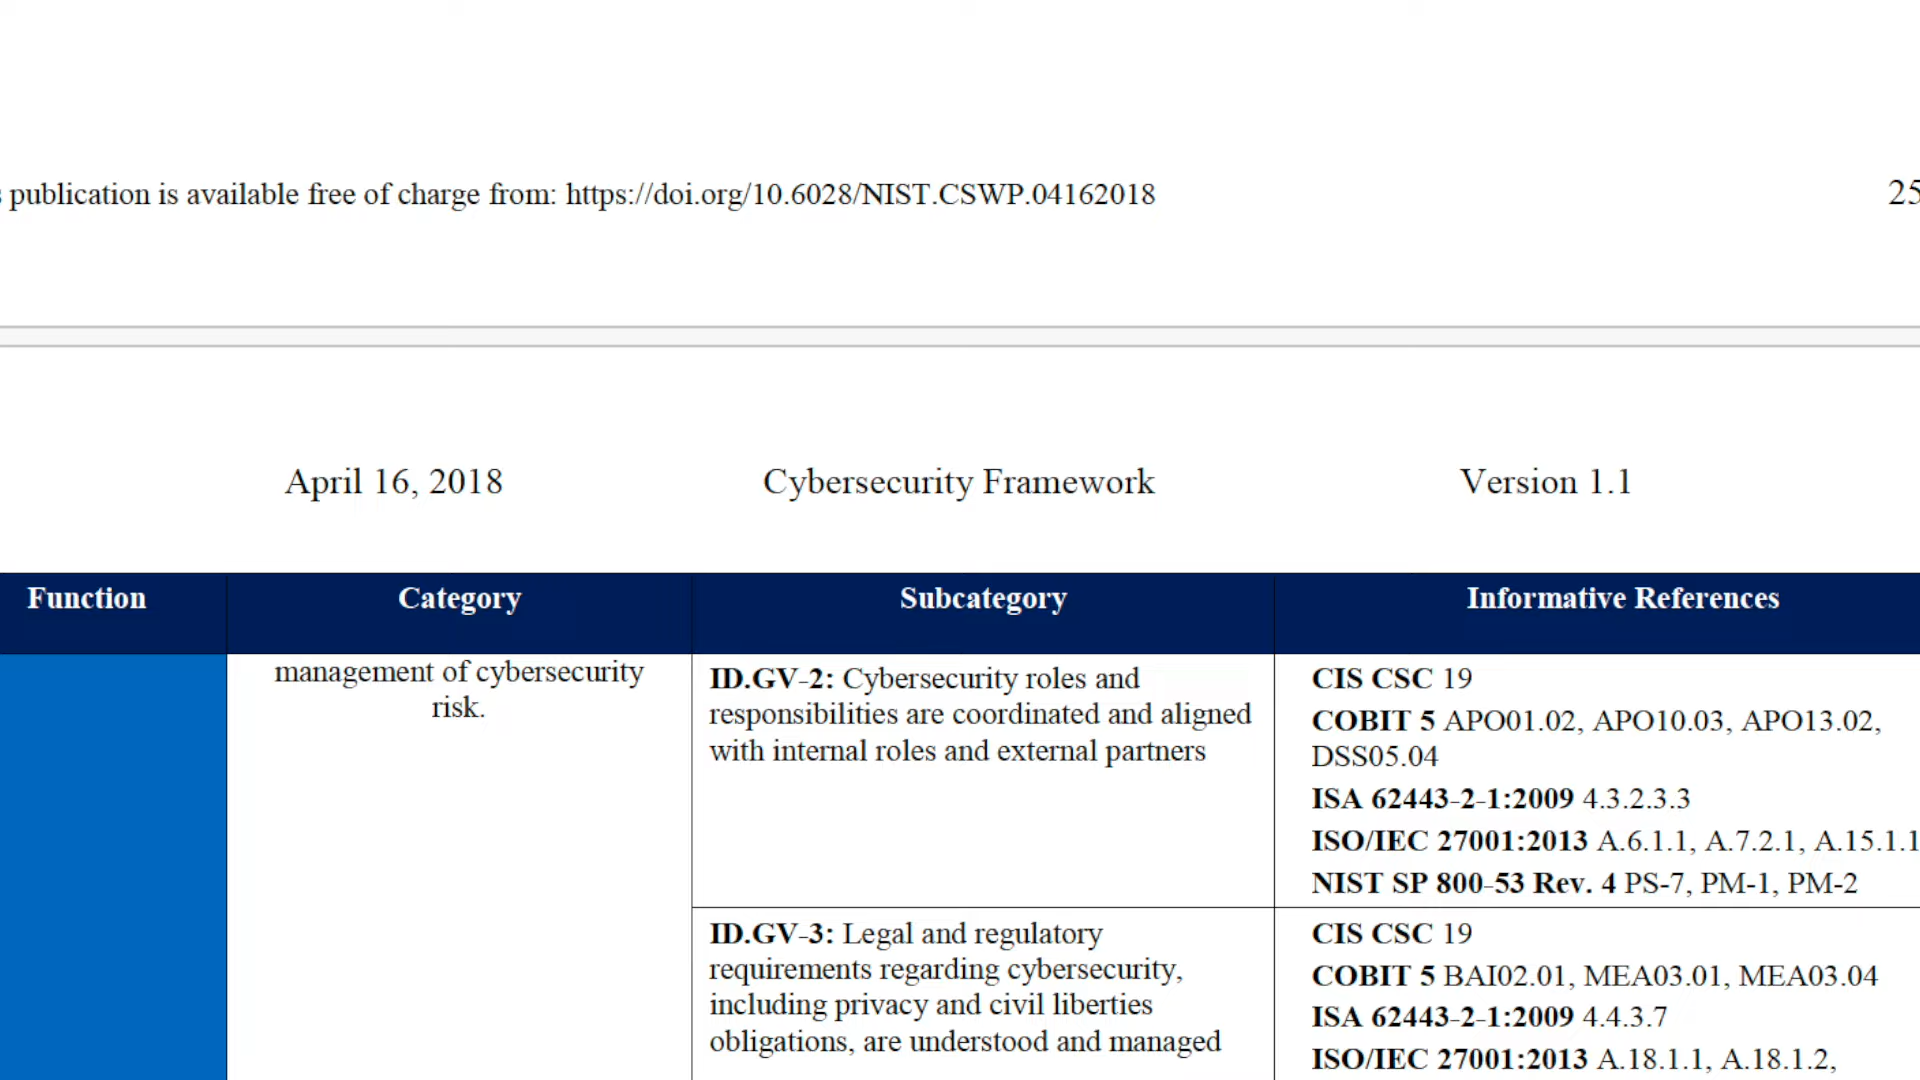 publication is available free of charge from: https://doi.org/10.6028/NIST.CSWP.04162018
25
April 16, 2018
Cybersecurity Framework
Version 1.1
Function
Category
Subcategory
Informative References
management of cybersecurity
risk.
ID.GV-2: Cybersecurity roles and
responsibilities are coordinated and aligned
with internal roles and external partners
CIS CSC 19
COBIT 5 APO01.02, APO10.03, APO13.02,
DSS05.04
ISA 62443-2-1:2009 4.3.2.3.3
ISO/IEC 27001:2013 A.6.1.1, A.7.2.1, A.15.1.1
NIST SP 800-53 Rev. 4 PS-7, PM-1, PM-2
ID.GV-3: Legal and regulatory
requirements regarding cybersecurity,
including privacy and civil liberties
obligations, are understood and managed
CIS CSC 19
COBIT 5 BAI02.01, MEA03.01, MEA03.04
ISA 62443-2-1:2009 4.4.3.7
ISO/IEC 27001:2013 A.18.1.1, A.18.1.2,